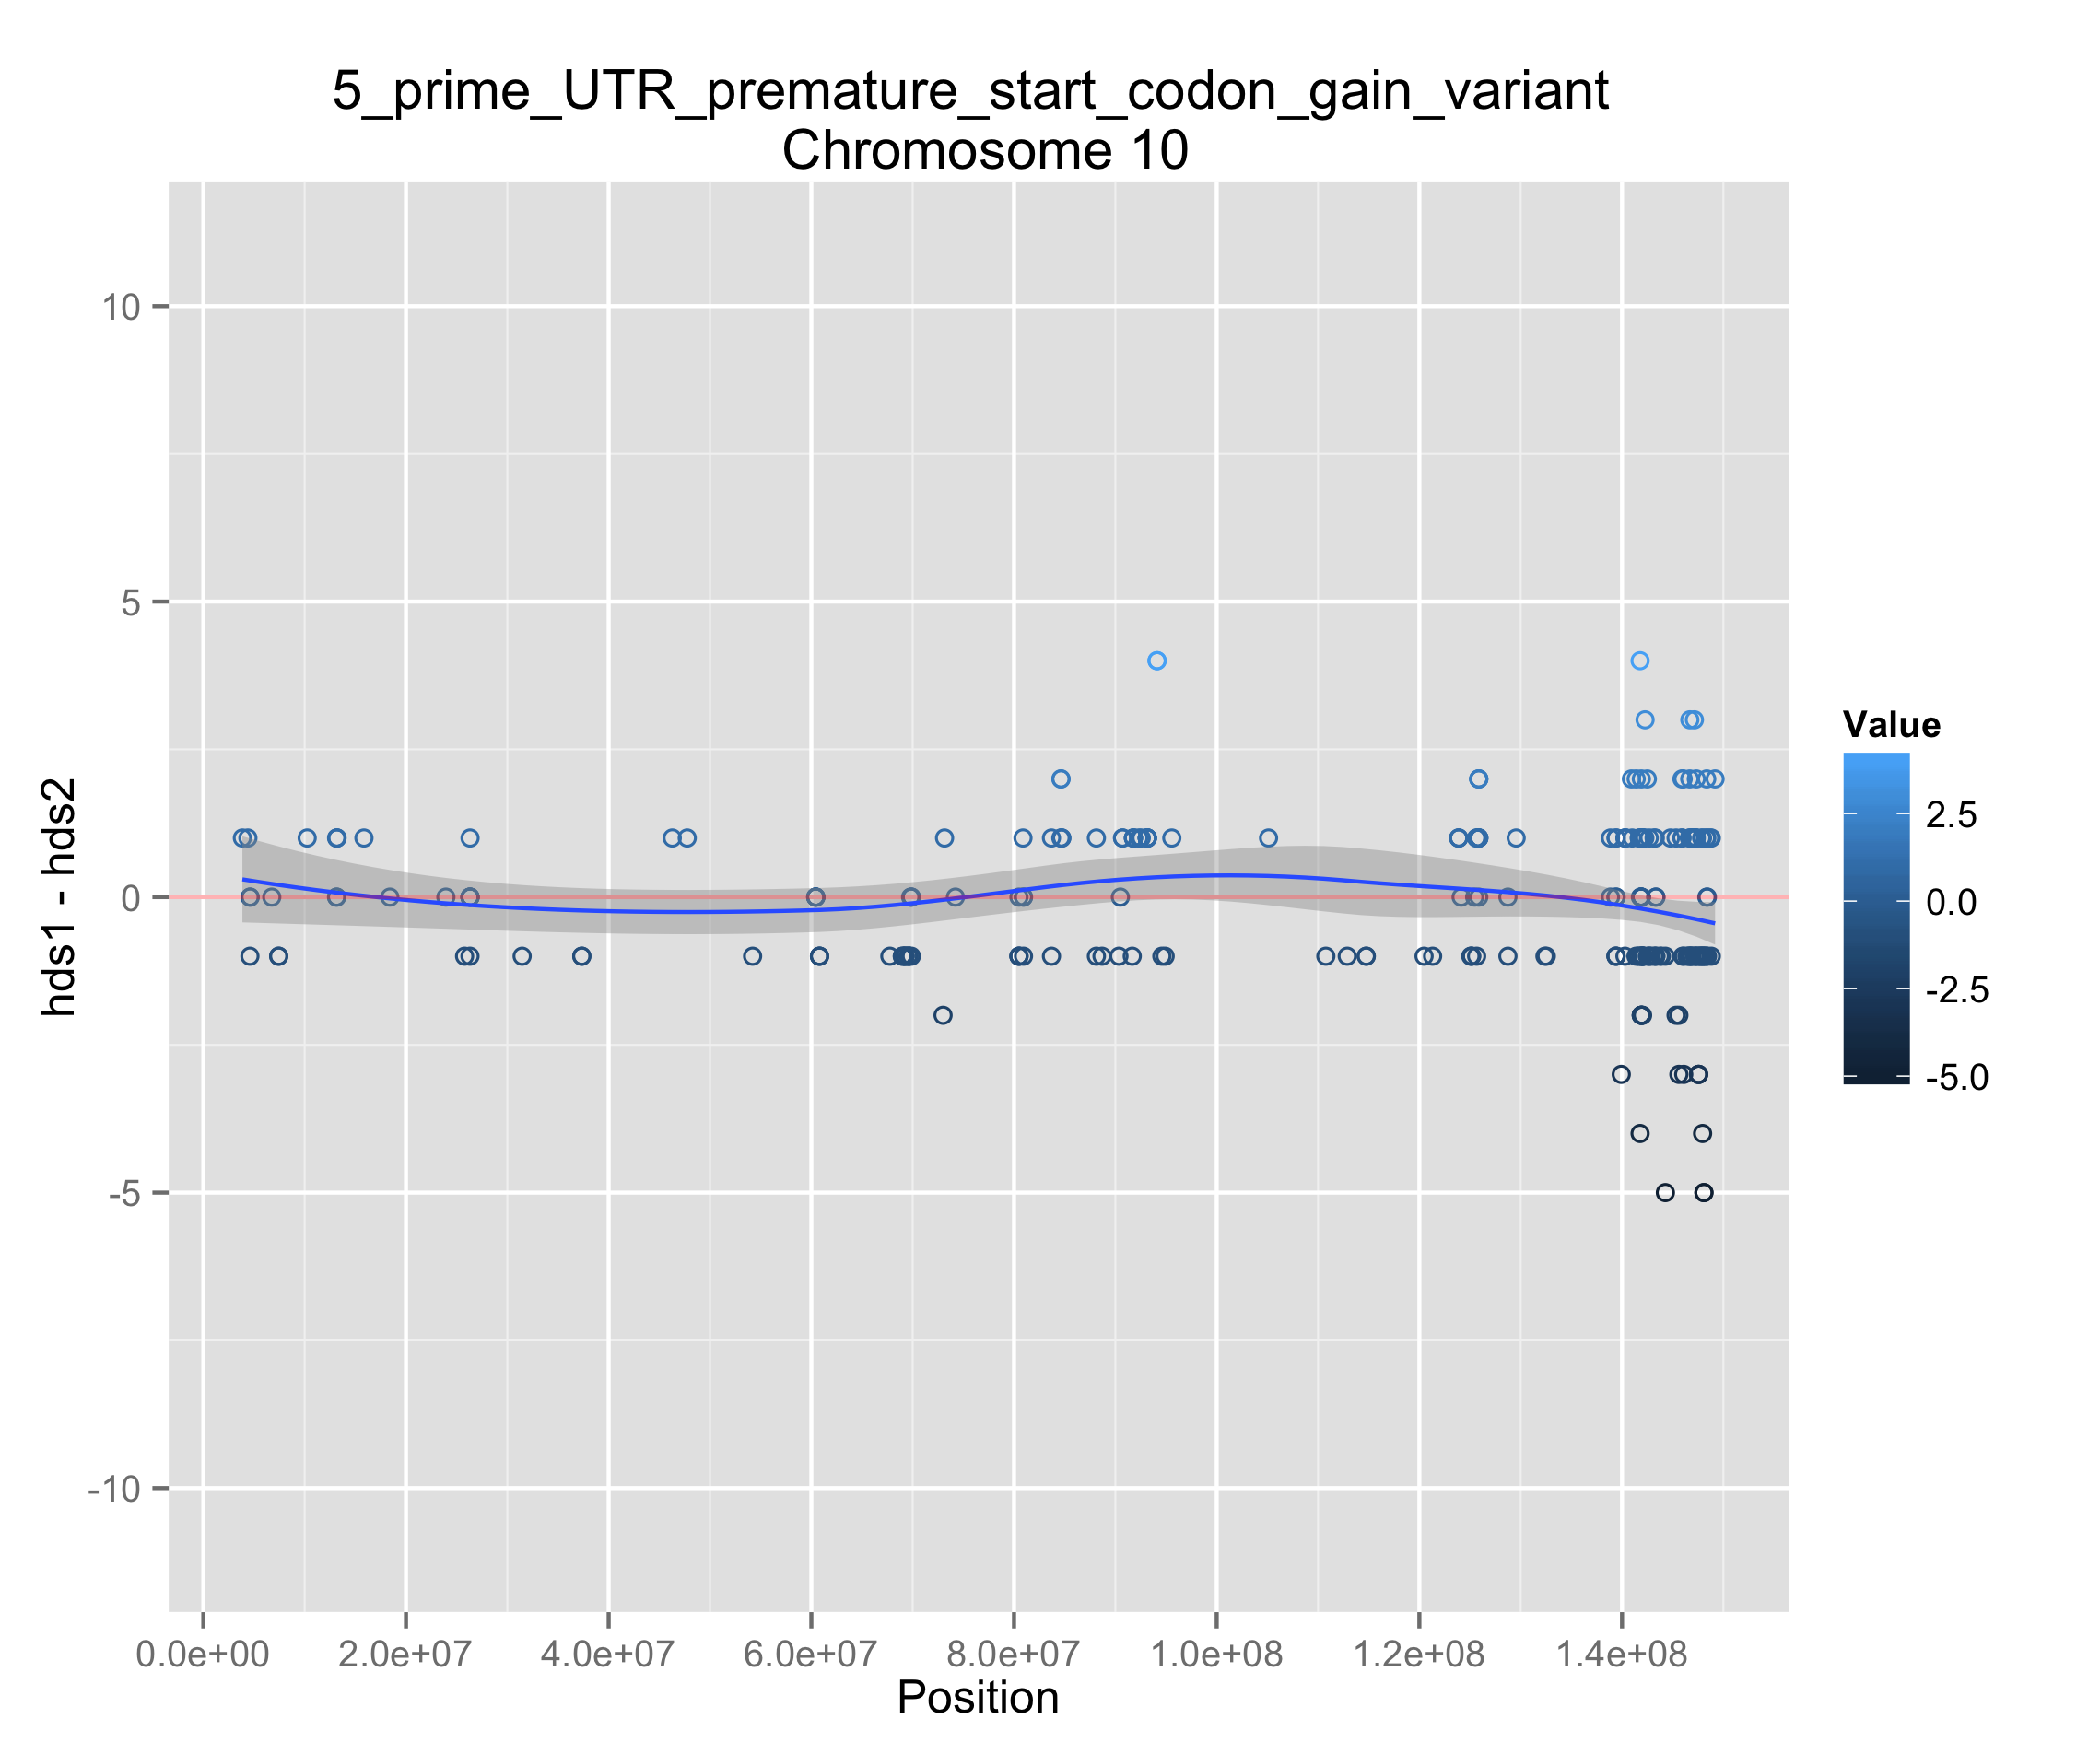 5_prime_UTR_premature_start_codon_gain_variant
Chromosome 10
10
5
0
-5
-10
hds1 - hds2
0.0e+00 2.0e+07 4.0e+07 6.0e+07 8.0e+07 1.0e+08 1.2e+08 1.4e+08
Position
Value
2.5
0.0
-2.5
-5.0